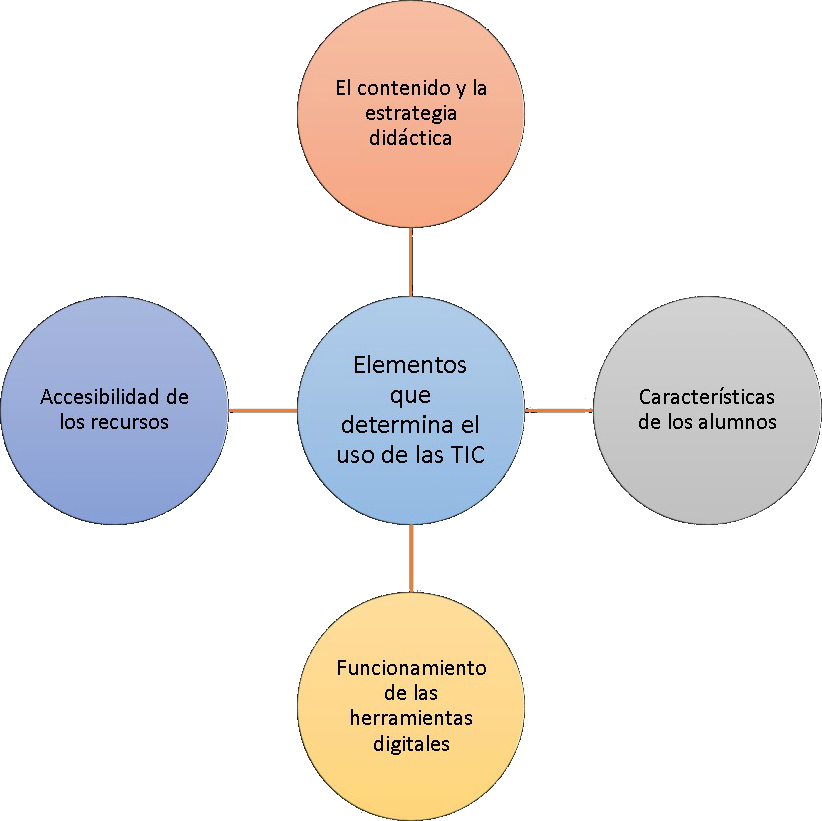 El contenido y la
estrategia
didáctica
Accesibilidad de
los recursos
Elementos
que
determina el
uso de las TIC
Características
de los alumnos
Funcionamiento
de las
herramientas
digitales